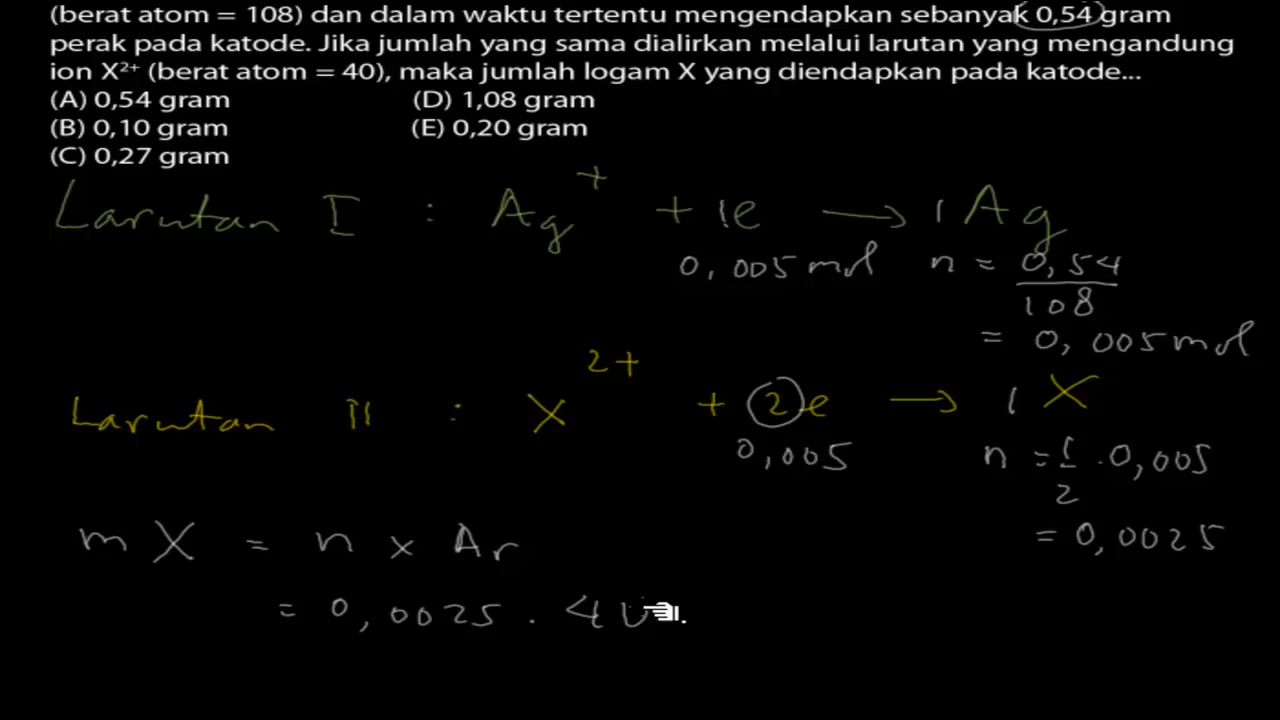 (berat atom = 108) dan dalam waktu tertentu mengendapkan sebanyak 0,54 gram
perak pada katode. Jika jumlah yang sama dialirkan melalui larutan yang mengandung
ion X²⁺ (berat atom = 40), maka jumlah logam X yang diendapkan pada katode...
(A) 0,54 gram (D) 1,08 gram
(B) 0,10 gram (E) 0,20 gram
(C) 0,27 gram
Larutan I : Ag⁺ + 1e → 1 Ag
0,005 mol n = 0,54/108
= 0,005 mol
Larutan II : X²⁺ + 2e → 1 X
0,005 n = 1/2 . 0,005
= 0,0025
m X = n x Ar
= 0,0025 . 40